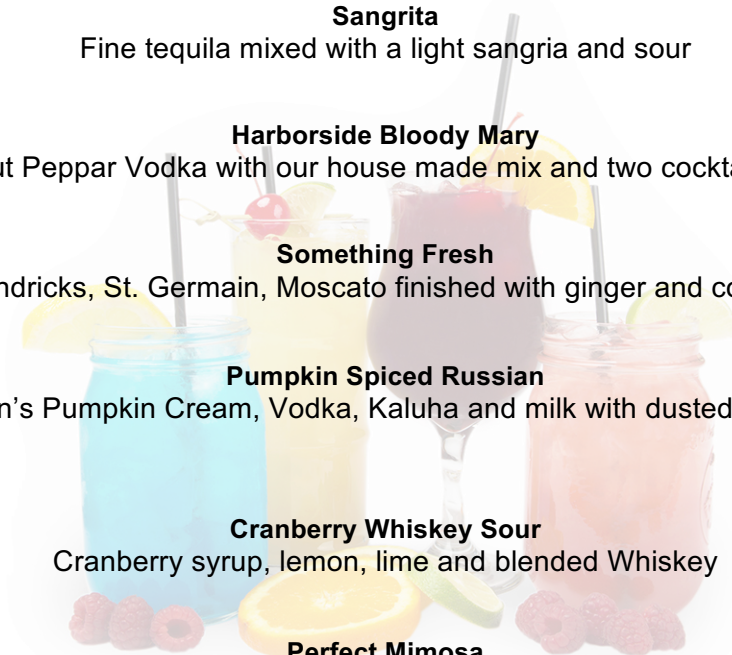 Sangrita
Fine tequila mixed with a light sangria and sour
Harborside Bloody Mary
Peppar Vodka with our house made mix and two
Something Fresh
St. Germain, Moscato finished with ginger and
Pumpkin Spiced Russian
Pumpkin Cream, Vodka, Kaluha and milk with dusted
Cranberry Whiskey Sour
Cranberry syrup, lemon, lime and blended Whiskey
Perfect Mimosa